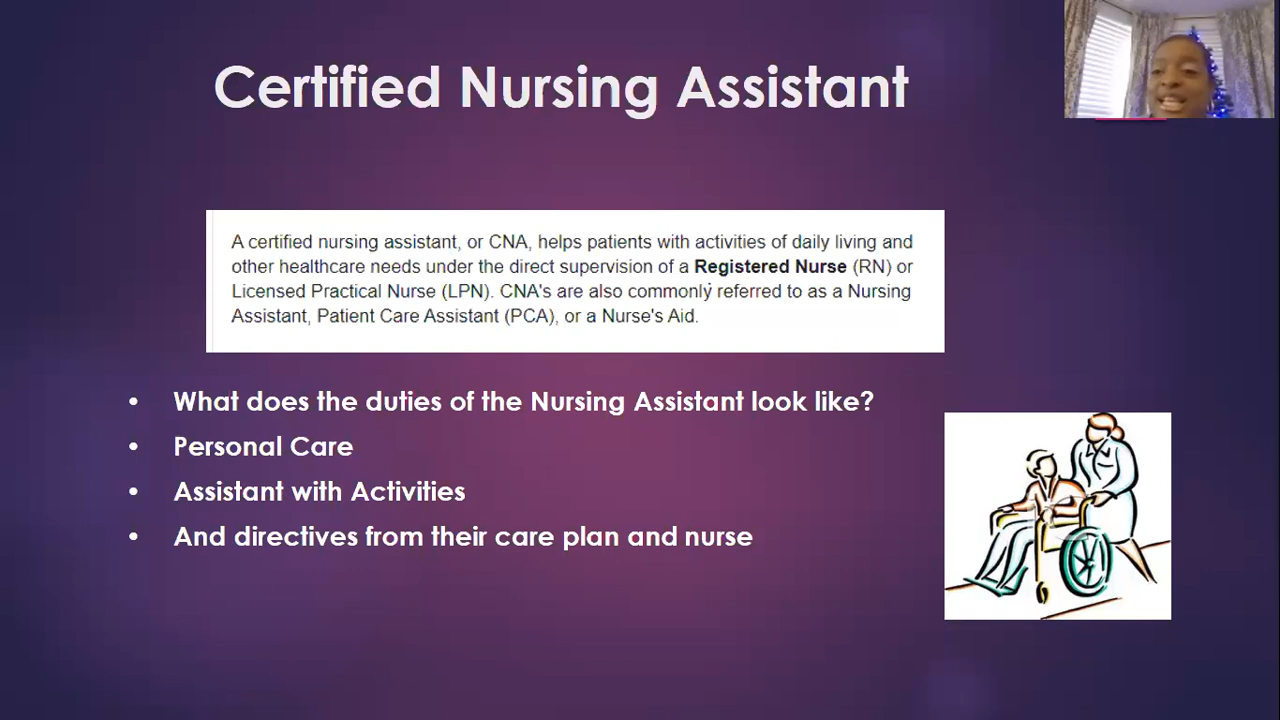 Certified Nursing Assistant
A certified nursing assistant, or CNA, helps patients with activities of daily living and
other healthcare needs under the direct supervision of a Registered Nurse (RN) or
Licensed Practical Nurse (LPN). CNA's are also commonly referred to as a Nursing
Assistant, Patient Care Assistant (PCA), or a Nurse's Aid.
• What does the duties of the Nursing Assistant look like?
• Personal Care
• Assistant with Activities
• And directives from their care plan and nurse